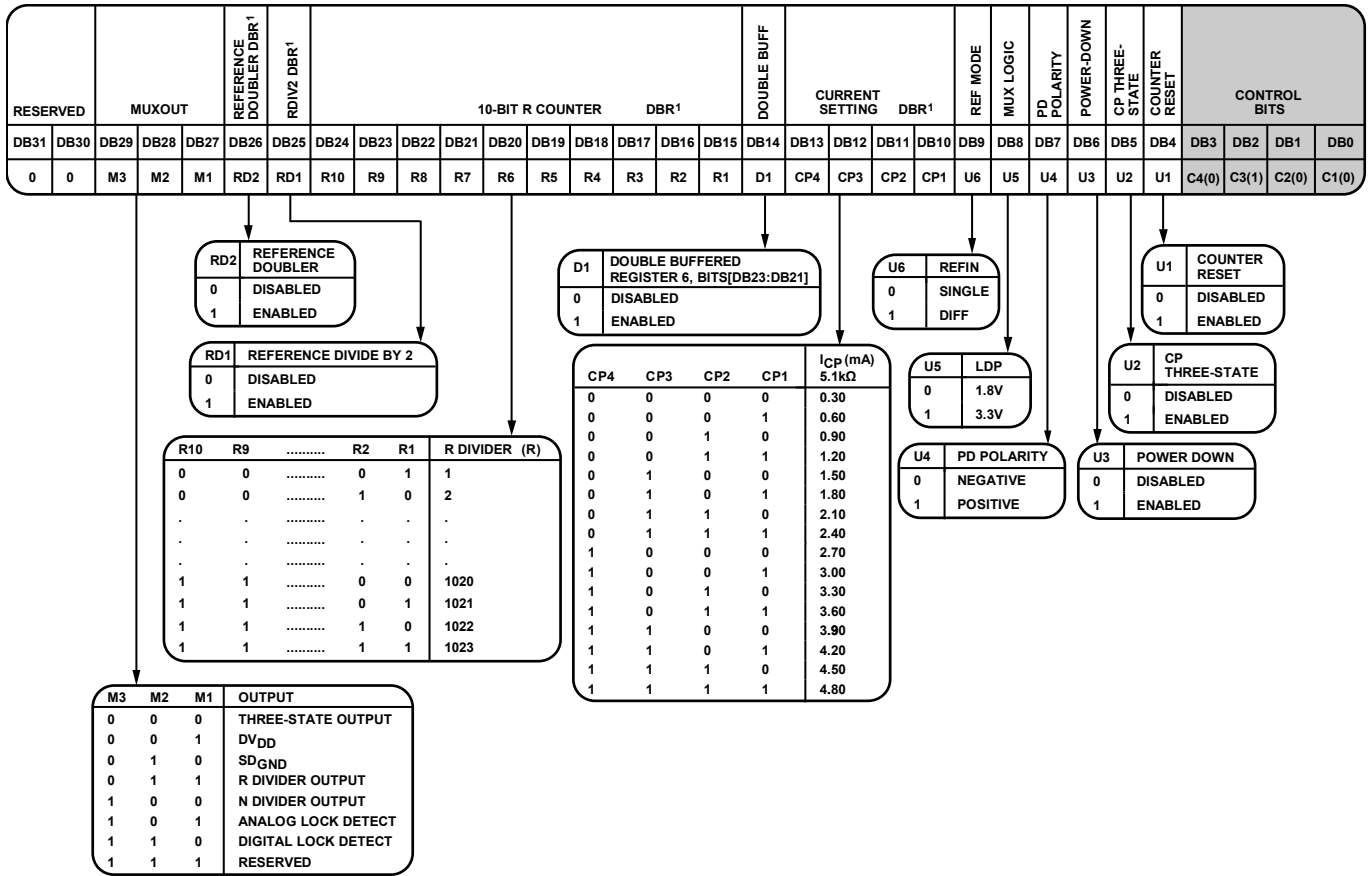 RESERVED
MUXOUT
REFERENCE
DOUBLER DBR1
RDIV2 DBR1
10-BIT R COUNTER DBR1
DOUBLE BUFF
CURRENT
SETTING DBR1
REF MODE
MUX LOGIC
PD
POLARITY
POWER-DOWN
CP THREE-
STATE
COUNTER
RESET
CONTROL
BITS
DB31 DB30 DB29 DB28 DB27 DB26 DB25 DB24 DB23 DB22 DB21 DB20 DB19 DB18 DB17 DB16 DB15 DB14 DB13 DB12 DB11 DB10 DB9 DB8 DB7 DB6 DB5 DB4 DB3 DB2 DB1 DB0
0 0 M3 M2 M1 RD2 RD1 R10 R9 R8 R7 R6 R5 R4 R3 R2 R1 D1 CP4 CP3 CP2 CP1 U6 U5 U4 U3 U2 U1 C4(0) C3(1) C2(0) C1(0)
RD2 REFERENCE
DOUBLER
0 DISABLED
1 ENABLED
RD1 REFERENCE DIVIDE BY 2
0 DISABLED
1 ENABLED
R10 R9 .......... R2 R1 R DIVIDER (R)
0 0 .......... 0 1 1
0 0 .......... 1 0 2
. . .......... . . .
. . .......... . . .
. . .......... . . .
1 1 .......... 0 0 1020
1 1 .......... 0 1 1021
1 1 .......... 1 0 1022
1 1 .......... 1 1 1023
M3 M2 M1 OUTPUT
0 0 0 THREE-STATE OUTPUT
0 0 1 DVDD
0 1 0 SDGND
0 1 1 R DIVIDER OUTPUT
1 0 0 N DIVIDER OUTPUT
1 0 1 ANALOG LOCK DETECT
1 1 0 DIGITAL LOCK DETECT
1 1 1 RESERVED
D1 DOUBLE BUFFERED
REGISTER 6, BITS[DB23:DB21]
0 DISABLED
1 ENABLED
ICP (mA)
CP4 CP3 CP2 CP1 5.1kΩ
0 0 0 0 0.30
0 0 0 1 0.60
0 0 1 0 0.90
0 0 1 1 1.20
0 1 0 0 1.50
0 1 0 1 1.80
0 1 1 0 2.10
0 1 1 1 2.40
1 0 0 0 2.70
1 0 0 1 3.00
1 0 1 0 3.30
1 0 1 1 3.60
1 1 0 0 3.90
1 1 0 1 4.20
1 1 1 0 4.50
1 1 1 1 4.80
U6 REFIN
0 SINGLE
1 DIFF
U5 LDP
0 1.8V
1 3.3V
U4 PD POLARITY
0 NEGATIVE
1 POSITIVE
U3 POWER DOWN
0 DISABLED
1 ENABLED
U2 CP
THREE-STATE
0 DISABLED
1 ENABLED
U1 COUNTER
RESET
0 DISABLED
1 ENABLED